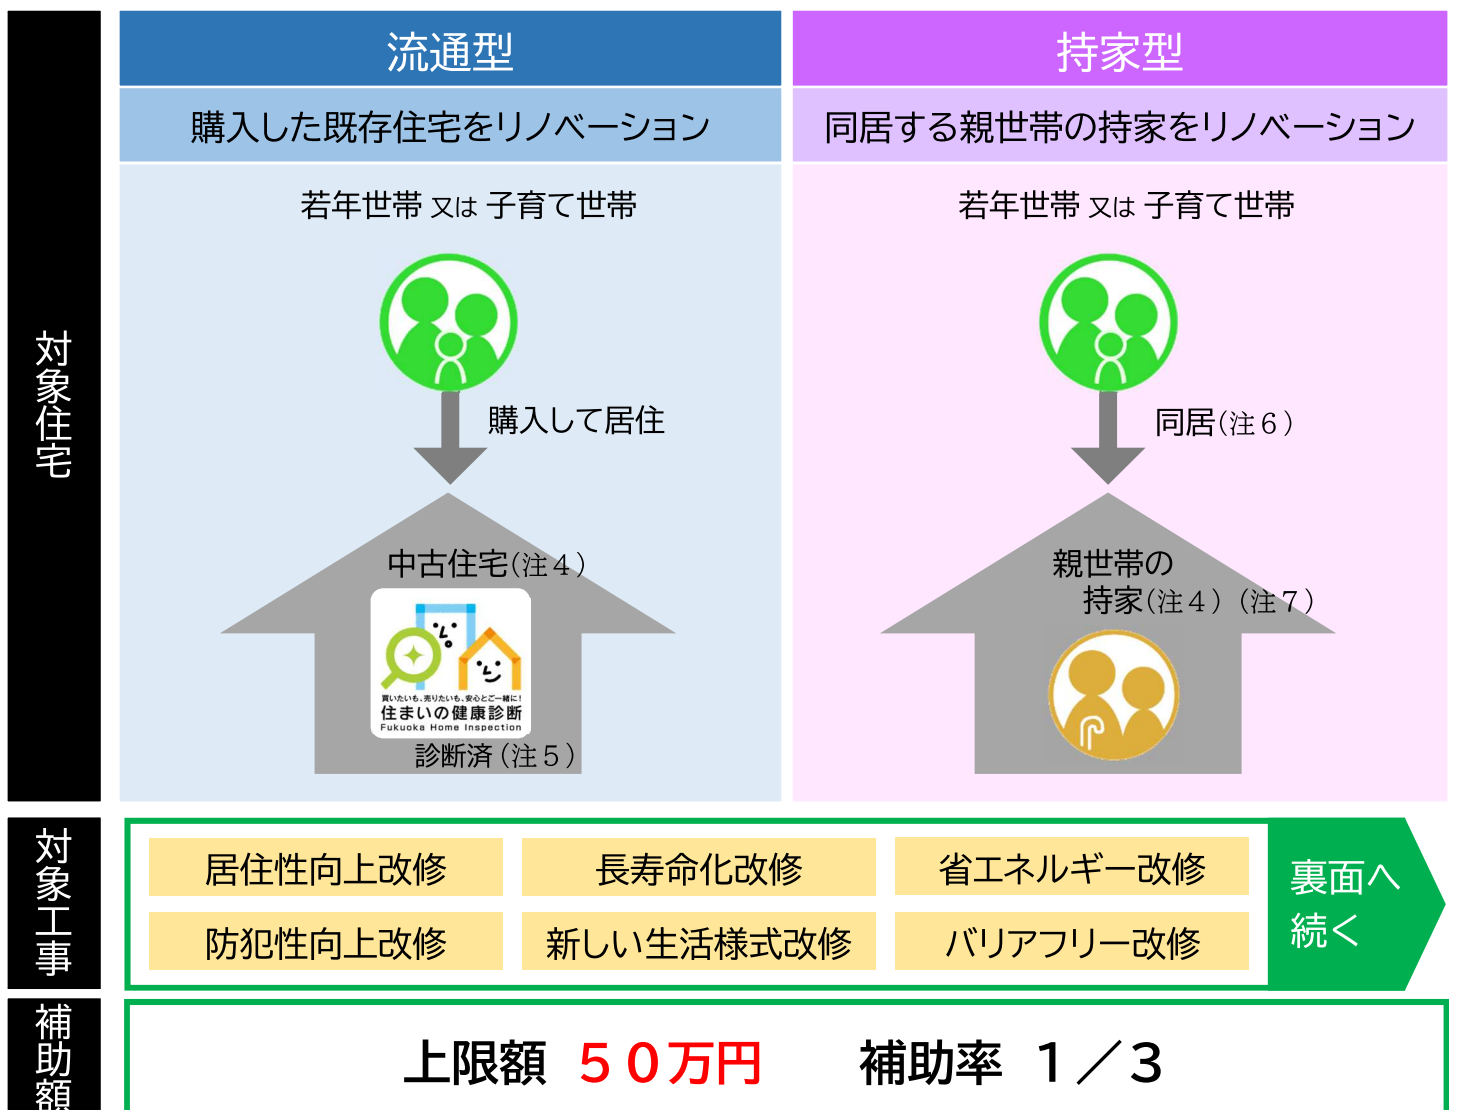 対象住宅
流通型
購入した既存住宅をリノベーション
若年世帯 又は 子育て世帯
購入して居住
中古住宅(注４)
買いたいも、売りたいも、安心とご一緒に!
住まいの健康診断
Fukuoka Home Inspection
診断済(注５)
持家型
同居する親世帯の持家をリノベーション
若年世帯 又は 子育て世帯
同居(注６)
親世帯の
持家(注４)(注７)
対象工事
居住性向上改修
長寿命化改修
省エネルギー改修
防犯性向上改修
新しい生活様式改修
バリアフリー改修
裏面へ
続く
補助額
上限額 ５０万円 補助率 １／３